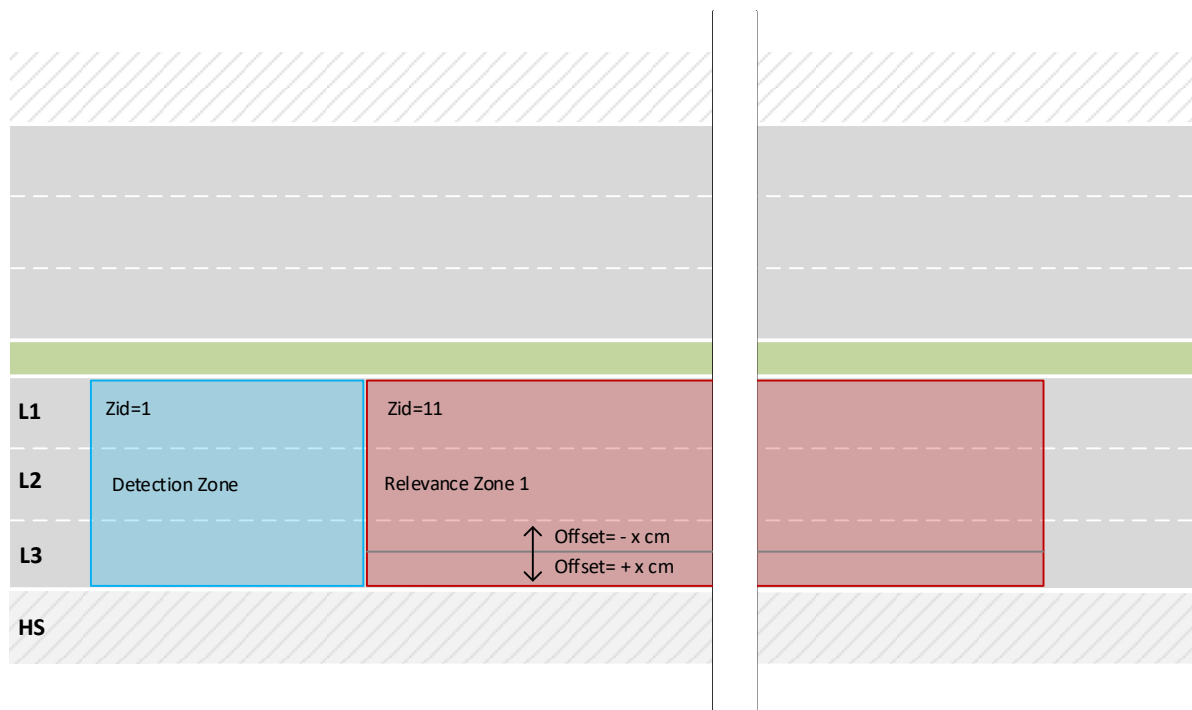 L1
Zid=1
Zid=11
L2
Detection Zone
Relevance Zone 1
L3
Offset= - x cm
Offset= + x cm
HS